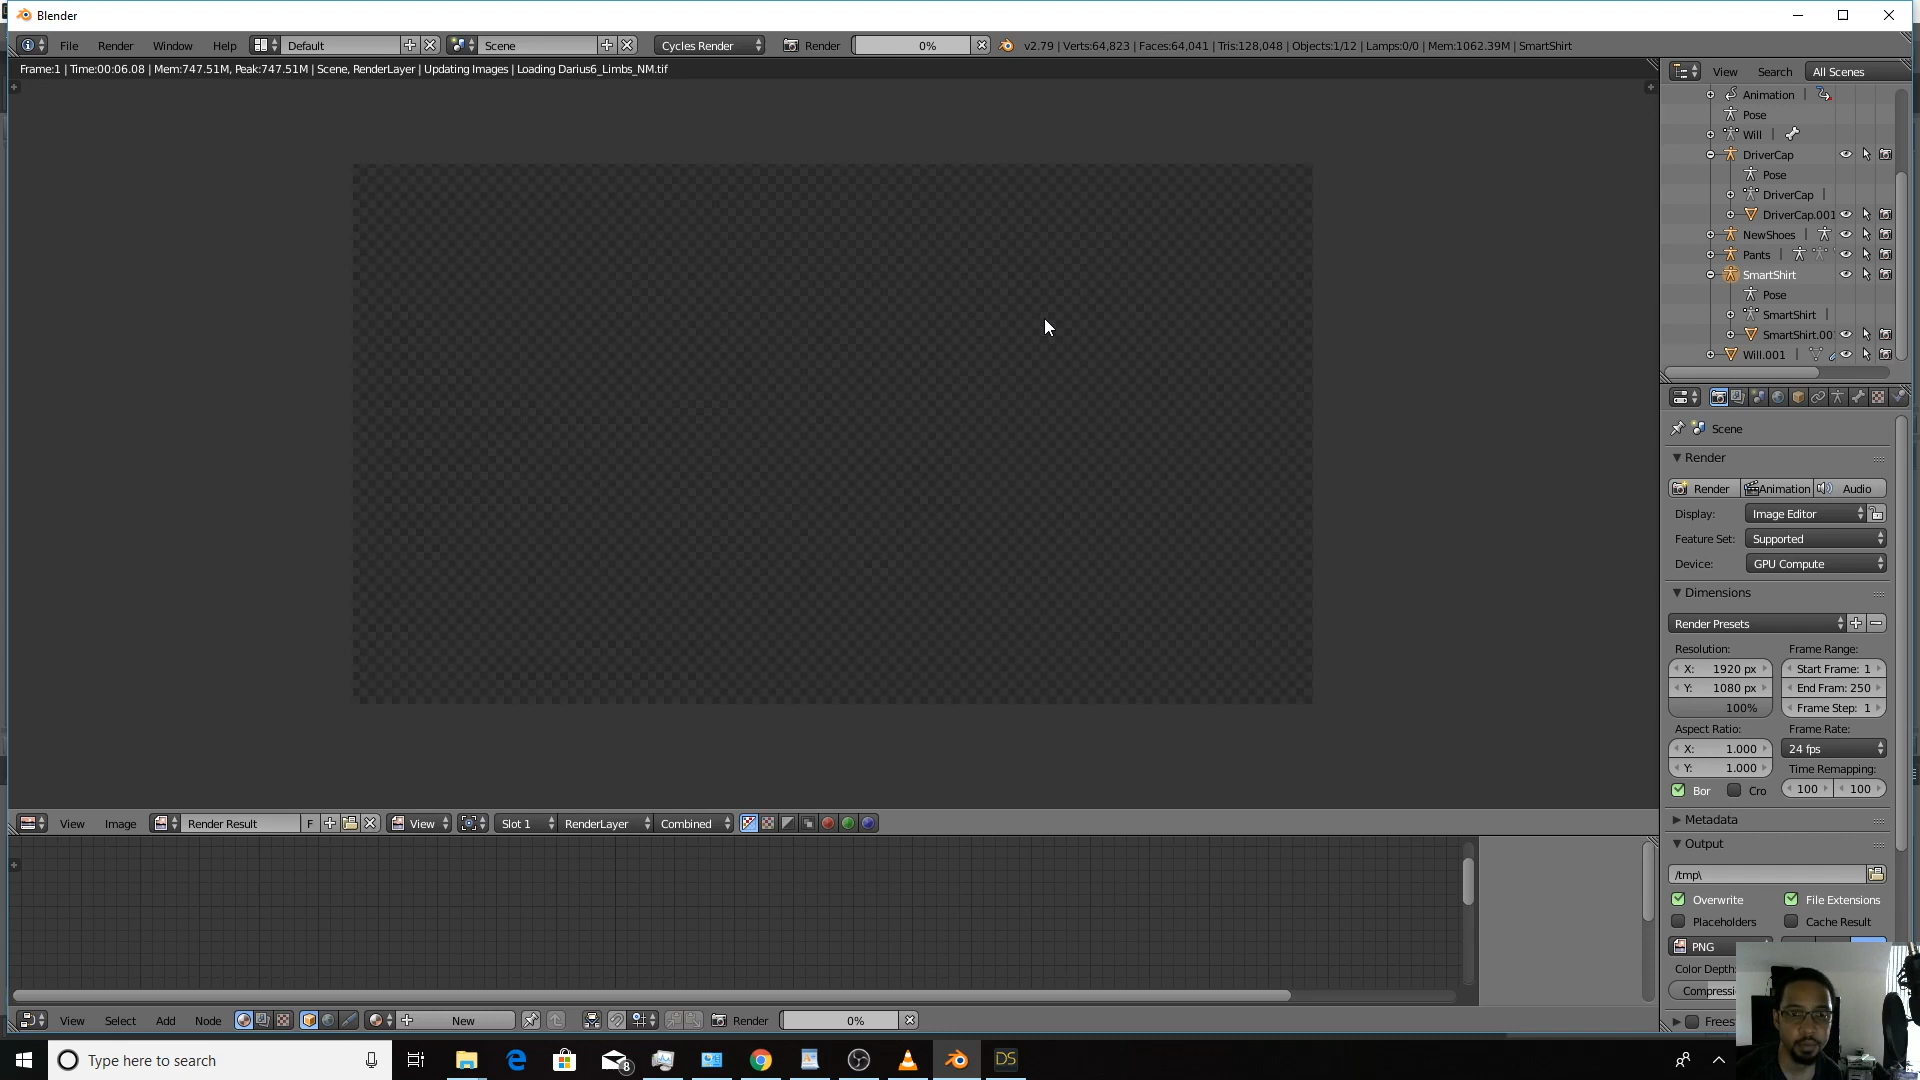 Blender
File Render Window Help Default Scene Cycles Render Render 0% v2.79 | Verts:64,823 | Faces:64,041 | Tris:128,048 | Objects:1/12 | Lamps:0/0 | Mem:1062.39M | SmartShirt
Frame:1 | Time:00:06.08 | Mem:747.51M, Peak:747.51M | Scene, RenderLayer | Updating Images | Loading Darius6_Limbs_NM.tif
View Search All Scenes
Animation
Pose
Will
DriverCap
Pose
DriverCap
DriverCap.001
NewShoes
Pants
SmartShirt
Pose
SmartShirt
SmartShirt.00
Will.001
Scene
Render
Render Animation Audio
Display: Image Editor
Feature Set: Supported
Device: GPU Compute
Dimensions
Render Presets
Resolution: Frame Range:
X: 1920 px Start Frame: 1
Y: 1080 px End Fram: 250
100% Frame Step: 1
Aspect Ratio: Frame Rate:
X: 1.000 24 fps
Y: 1.000 Time Remapping:
Bor Cro 100 100
Metadata
Output
/tmp\
Overwrite File Extensions
Placeholders Cache Result
PNG
Color Depth:
Compressi
Frees
View Image Render Result F View Slot 1 RenderLayer Combined
View Select Add Node New Render 0%
Type here to search 8 DS